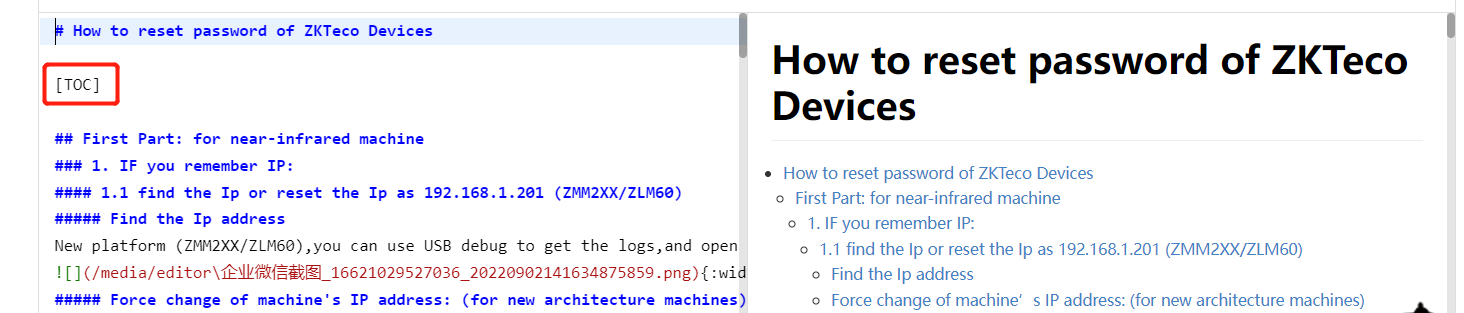 # How to reset password of ZKTeco Devices
[TOC]
## First Part: for near-infrared machine
### 1. IF you remember IP:
#### 1.1 find the Ip or reset the Ip as 192.168.1.201 (ZMM2XX/ZLM60)
##### Find the Ip address
New platform (ZMM2XX/ZLM60),you can use USB debug to get the logs,and open
![](/media/editor\企业微信截图_16621029527036_20220902141634875859.png){:wid
##### Force change of machine's IP address: (for new architecture machines)
How to reset password of ZKTeco
Devices
How to reset password of ZKTeco Devices
First Part: for near-infrared machine
1. IF you remember IP:
1.1 find the Ip or reset the Ip as 192.168.1.201 (ZMM2XX/ZLM60)
Find the Ip address
Force change of machine′s IP address: (for new architecture machines)